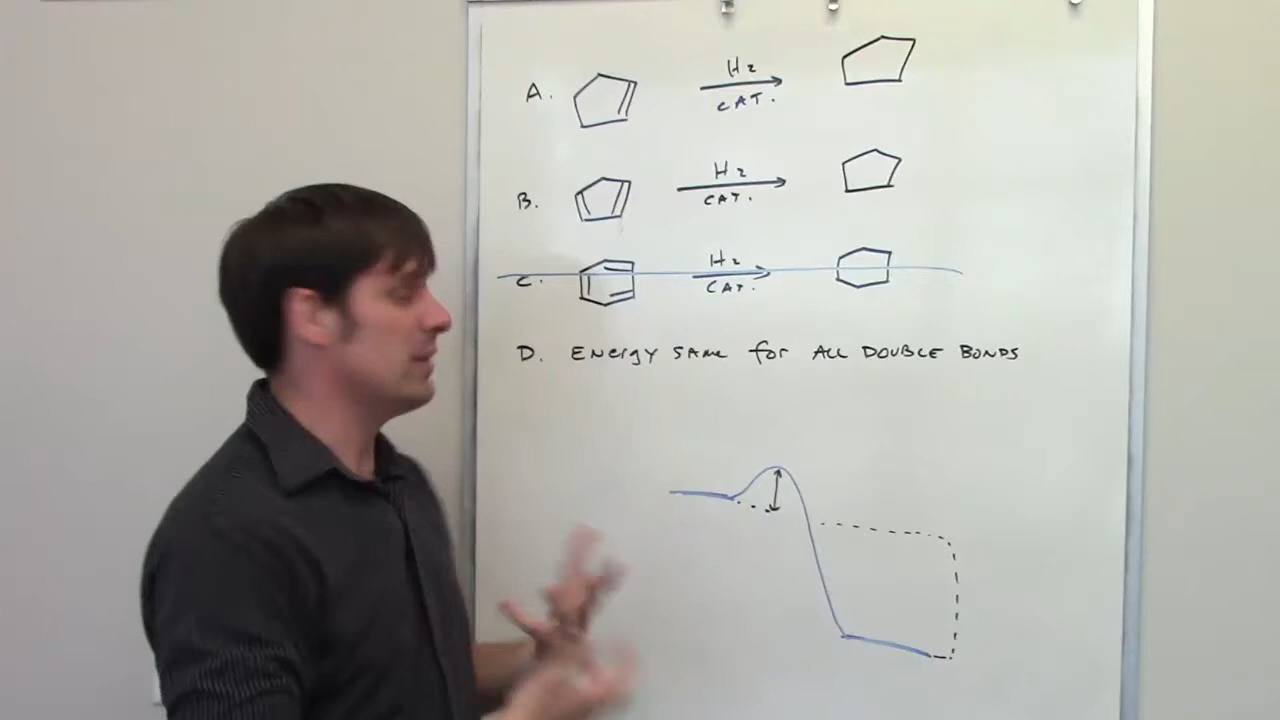 A. H2
CAT.
B. H2
CAT.
C. H2
CAT.
D. ENERGY SAME for ALL DOUBLE BONDS